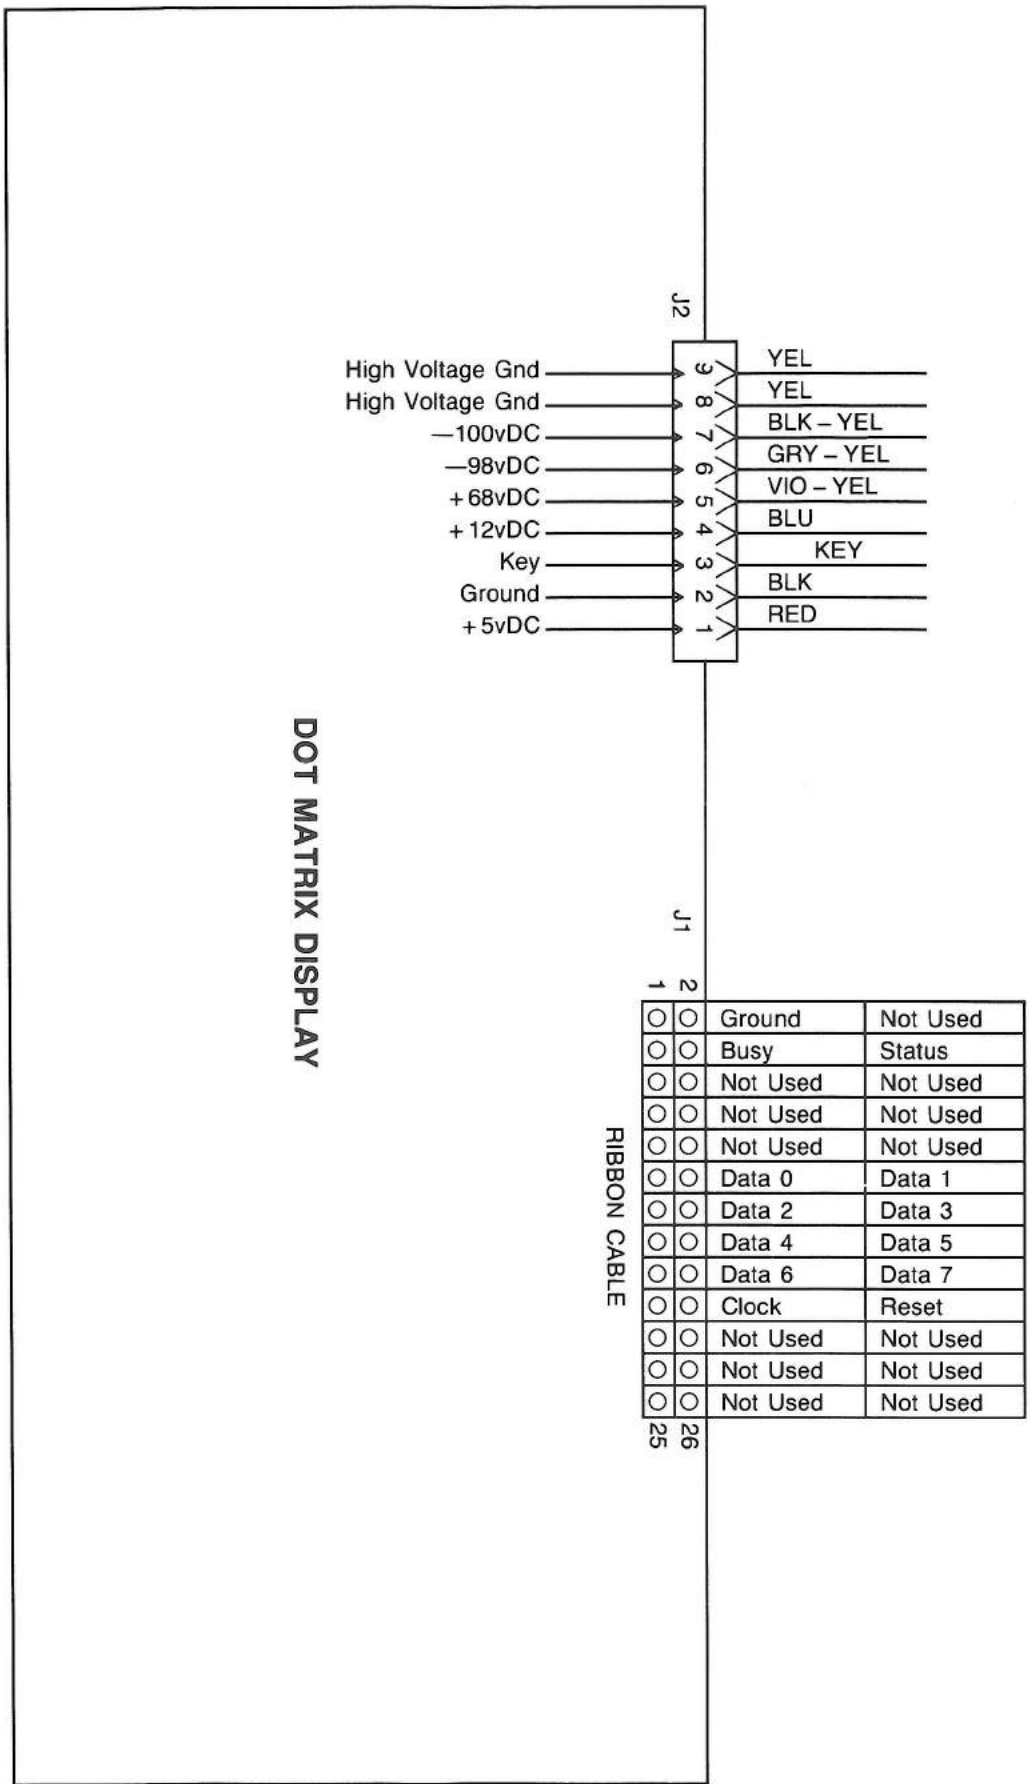 J2
High Voltage Gnd 9 YEL
High Voltage Gnd 8 YEL
—100vDC 7 BLK – YEL
—98vDC 6 GRY – YEL
+ 68vDC 5 VIO – YEL
+ 12vDC 4 BLU
Key 3 KEY
Ground 2 BLK
+ 5vDC 1 RED
DOT MATRIX DISPLAY
J1
1 2
Ground Not Used
Busy Status
Not Used Not Used
Not Used Not Used
Not Used Not Used
Data 0 Data 1
Data 2 Data 3
Data 4 Data 5
Data 6 Data 7
Clock Reset
Not Used Not Used
Not Used Not Used
Not Used Not Used
25 26
RIBBON CABLE